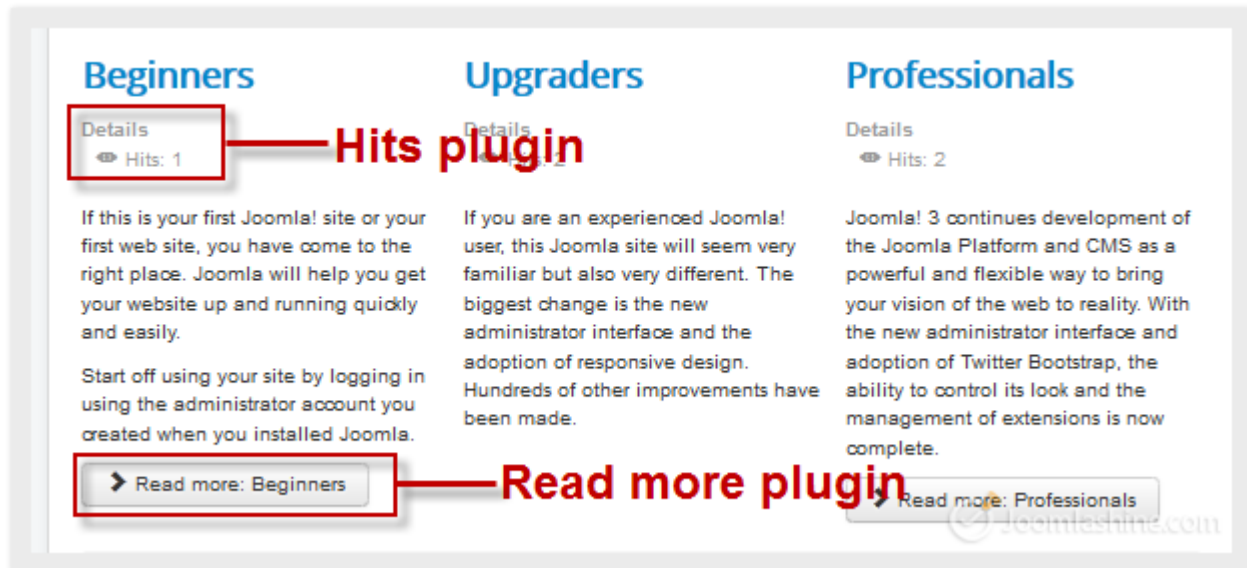 Beginners
Details
Hits: 1
Hits plugin
If this is your first Joomla! site or your
first web site, you have come to the
right place. Joomla will help you get
your website up and running quickly
and easily.
Start off using your site by logging in
using the administrator account you
created when you installed Joomla.
Read more: Beginners
Read more plugin
Upgraders
Details
Hits: 2
If you are an experienced Joomla!
user, this Joomla site will seem very
familiar but also very different. The
biggest change is the new
administrator interface and the
adoption of responsive design.
Hundreds of other improvements have
been made.
Professionals
Details
Hits: 2
Joomla! 3 continues development of
the Joomla Platform and CMS as a
powerful and flexible way to bring
your vision of the web to reality. With
the new administrator interface and
adoption of Twitter Bootstrap, the
ability to control its look and the
management of extensions is now
complete.
Read more: Professionals
Joomlashine.com